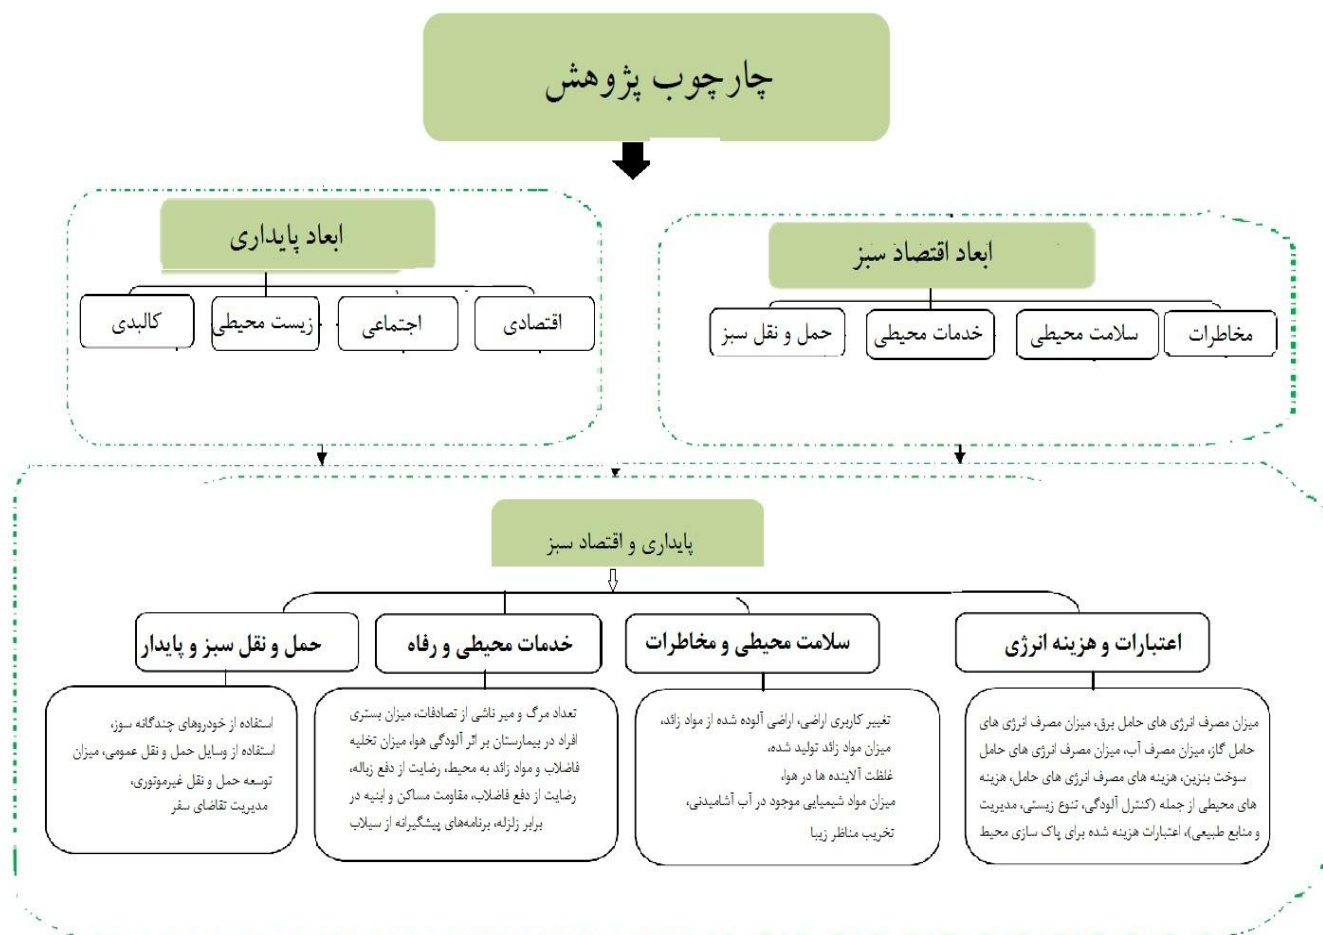 چارچوب پژوهش
ابعاد اقتضاد سبز
مخاطرات
سلامت محیطی
خدمات محیطی
حمل و نقل سبز
ابعاد پایداری
اقتصادی
اجتماعی
زیست محیطی
کالبدی
پایداری و اقتصاد سبز
اعتبارات و هزینه انرژی
میزان مصرف انرژی های حامل برق، میزان مصرف انرژی های
حامل گاز، میزان مصرف آب، میزان مصرف انرژی های حامل
سوخت بنزین، هزینه های مصرف انرژی های حامل، هزینه
های محیطی از جمله (کنترل آلودگی، تنوع زیستی، مدیریت
و منابع طبیعی)، اعتبارات هزینه شده برای پاک سازی محیط
سلامت محیطی و مخاطرات
تغییر کاربری اراضی، اراضی آلوده شده از مواد زائد،
میزان مواد زائد تولید شده،
غلظت آلاینده ها در هوا،
میزان مواد شیمیایی موجود در آب آشامیدنی،
تخریب مناظر زیبا
خدمات محیطی و رفاه
تعداد مرگ و میر ناشی از تصادفات، میزان بستری
افراد در بیمارستان بر اثر آلودگی هوا، میزان تخلیه
فاضلاب و مواد زائد به محیط، رضایت از دفع زباله،
رضایت از دفع فاضلاب، مقاومت مساکن و ابنیه در
برابر زلزله، برنامه‌های پیشگیرانه از سیلاب
حمل و نقل سبز و پایدار
استفاده از خودروهای چندگانه سوز،
استفاده از وسایل حمل و نقل عمومی، میزان
توسعه حمل و نقل غیرموتوری،
مدیریت تقاضای سفر